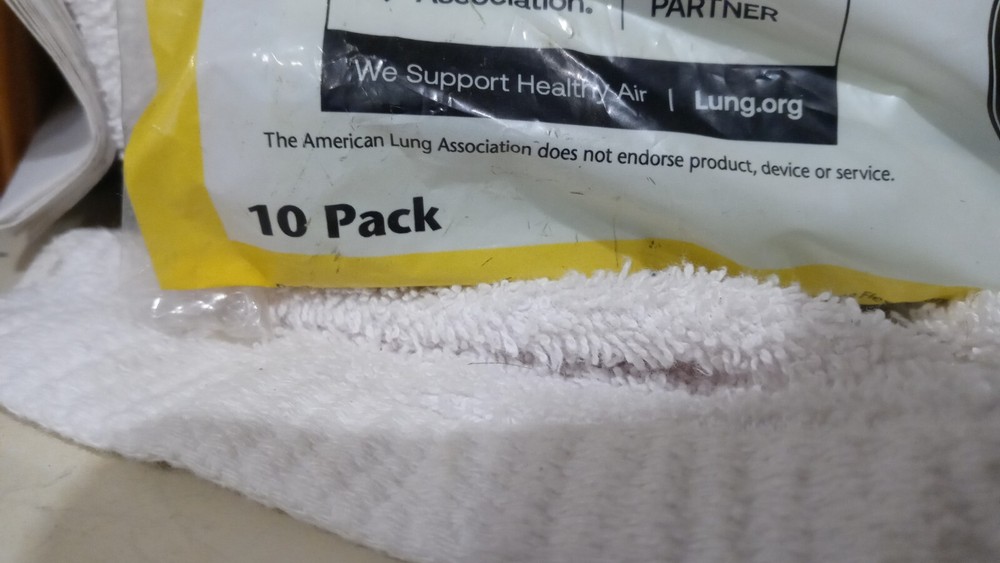 Association. | PARTNER
We Support Healthy Air | Lung.org
The American Lung Association does not endorse product, device or service.
10 Pack